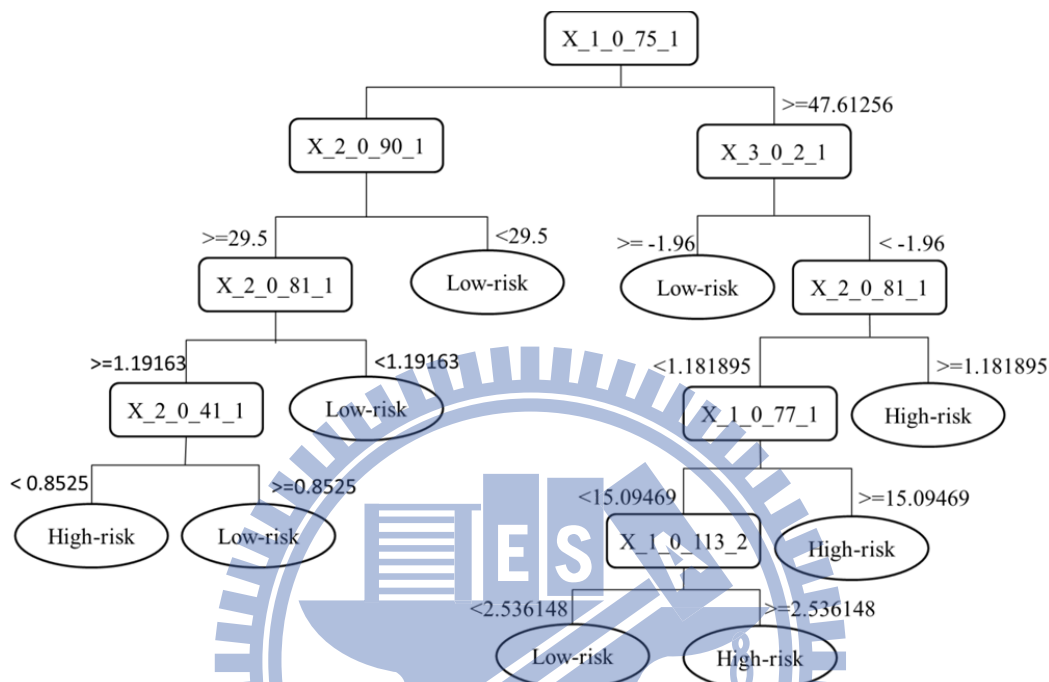 X_1_0_75_1
>=47.61256
X_2_0_90_1
X_3_0_2_1
>=29.5
<29.5
>= -1.96
< -1.96
X_2_0_81_1
Low-risk
Low-risk
X_2_0_81_1
>=1.19163
<1.19163
<1.181895
>=1.181895
X_2_0_41_1
Low-risk
X_1_0_77_1
High-risk
< 0.8525
>=0.8525
<15.09469
>=15.09469
High-risk
Low-risk
ESA
X_1_0_113_2
High-risk
<2.536148
>=2.536148
Low-risk
High-risk
8